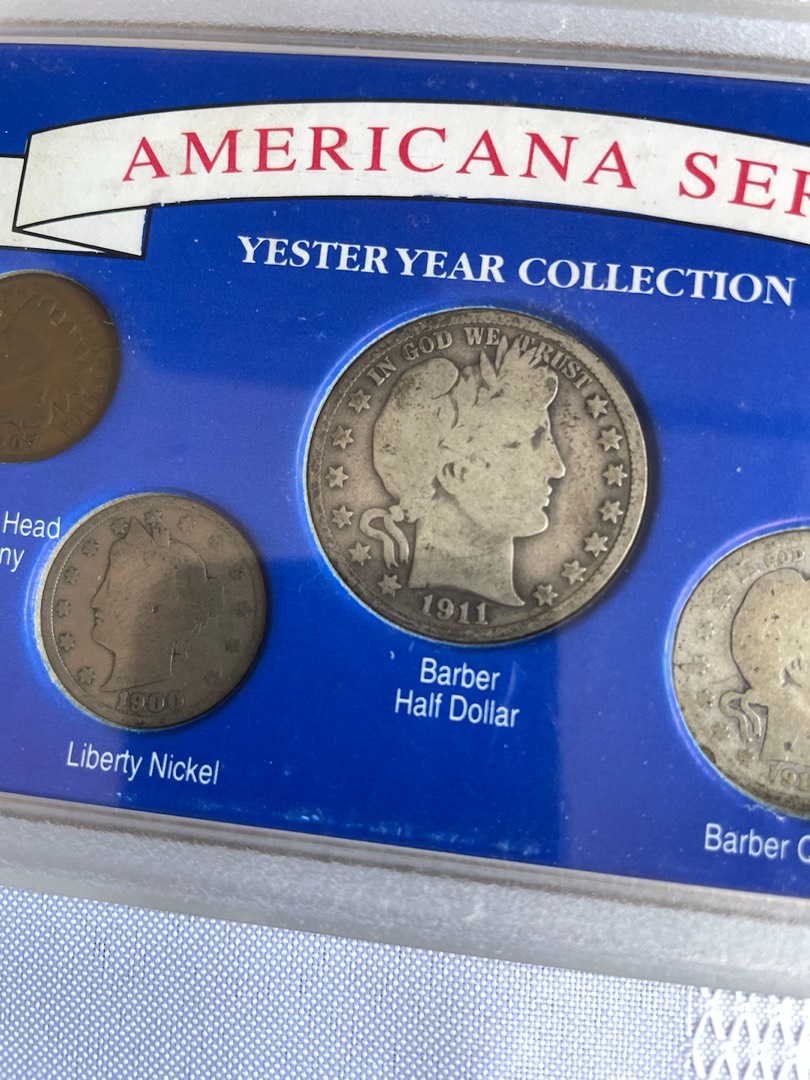 AMERICANA SER
YESTER YEAR COLLECTION
IN GOD WE TRUST
1911
Barber
Half Dollar
Head
ny
1900
Liberty Nickel
Barber